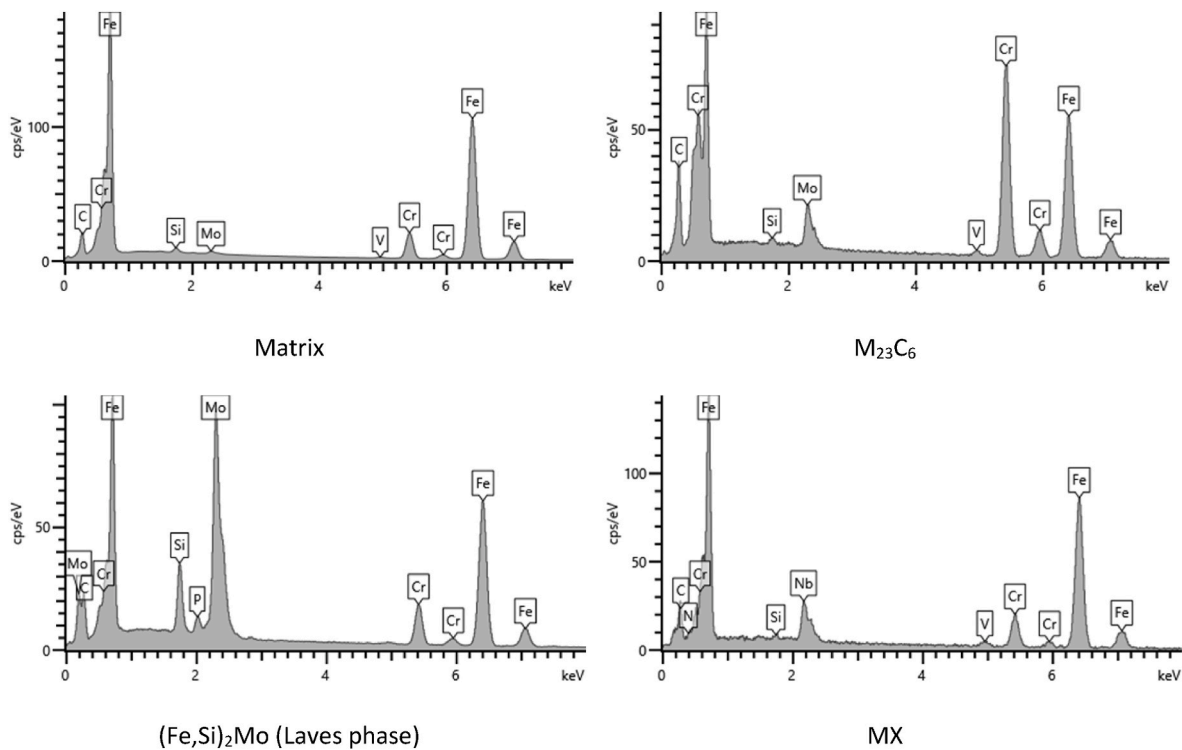 Fe
100
cps/eV
Fe
Cr
C
Si
Mo
V
Cr
Cr
Fe
0
0
2
4
6
keV
Matrix
Fe
Cr
Cr
Fe
50
cps/eV
C
Mo
Si
V
Cr
Fe
0
0
2
4
6
keV
M₂₃C₆
Fe
Mo
Fe
50
cps/eV
Si
Mo
C
Cr
P
Cr
Cr
Fe
0
0
2
4
6
keV
(Fe,Si)₂Mo (Laves phase)
Fe
100
cps/eV
Fe
50
Cr
C
N
Nb
Si
V
Cr
Cr
Fe
0
0
2
4
6
keV
MX